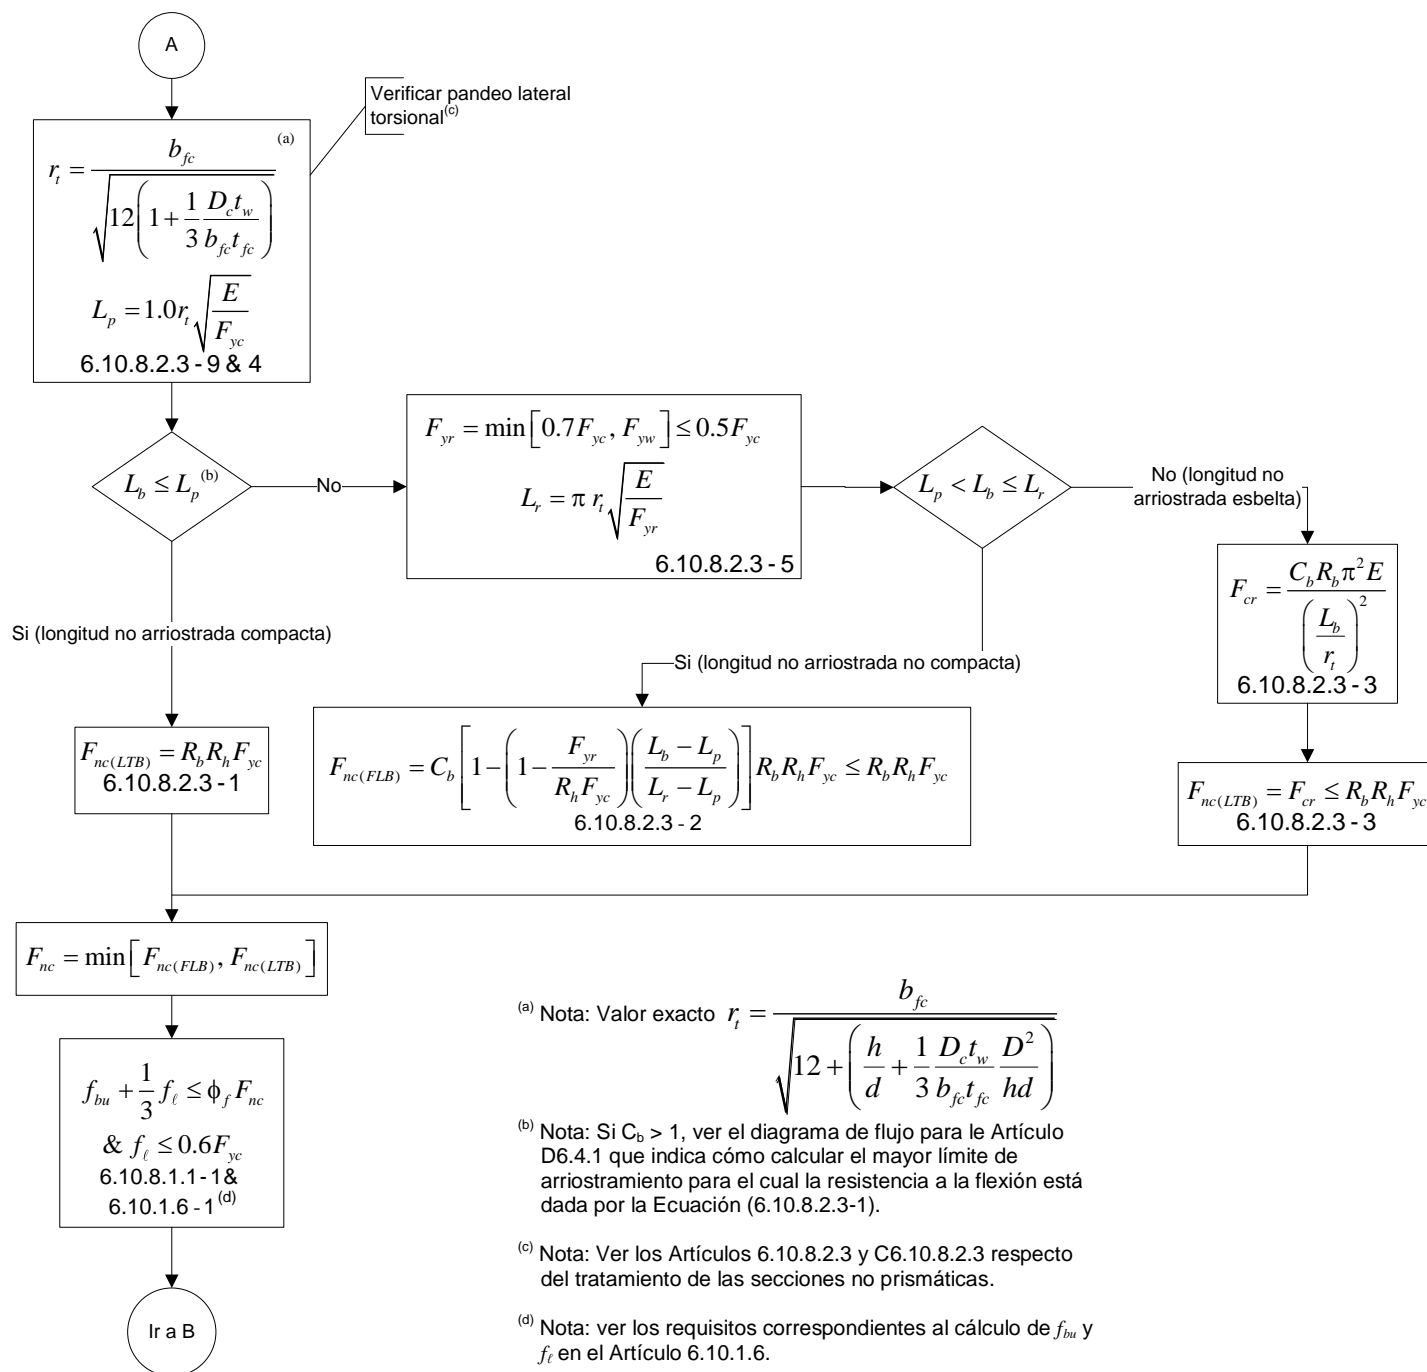 A
Verificar pandeo lateral
torsional(c)
(a)
r_t = b_fc / √(12(1 + (1/3)(D_c t_w / b_fc t_fc)))
L_p = 1.0r_t √(E / F_yc)
6.10.8.2.3 - 9 & 4
L_b ≤ L_p (b)
No
F_yr = min[0.7F_yc, F_yw] ≤ 0.5F_yc
L_r = π r_t √(E / F_yr)
6.10.8.2.3 - 5
L_p < L_b ≤ L_r
No (longitud no
arriostrada esbelta)
F_cr = C_b R_b π² E / (L_b / r_t)²
6.10.8.2.3 - 3
Si (longitud no arriostrada compacta)
Si (longitud no arriostrada no compacta)
F_nc(LTB) = R_b R_h F_yc
6.10.8.2.3 - 1
F_nc(FLB) = C_b [1 - (1 - F_yr / R_h F_yc)((L_b - L_p) / (L_r - L_p))] R_b R_h F_yc ≤ R_b R_h F_yc
6.10.8.2.3 - 2
F_nc(LTB) = F_cr ≤ R_b R_h F_yc
6.10.8.2.3 - 3
F_nc = min[F_nc(FLB), F_nc(LTB)]
f_bu + (1/3) f_ℓ ≤ ϕ_f F_nc
& f_ℓ ≤ 0.6F_yc
6.10.8.1.1 - 1&
6.10.1.6 - 1 (d)
Ir a B
(a) Nota: Valor exacto r_t = b_fc / √(12 + (h/d + (1/3)(D_c t_w / b_fc t_fc)(D² / hd)))
(b) Nota: Si C_b > 1, ver el diagrama de flujo para le Artículo
D6.4.1 que indica cómo calcular el mayor límite de
arriostramiento para el cual la resistencia a la flexión está
dada por la Ecuación (6.10.8.2.3-1).
(c) Nota: Ver los Artículos 6.10.8.2.3 y C6.10.8.2.3 respecto
del tratamiento de las secciones no prismáticas.
(d) Nota: ver los requisitos correspondientes al cálculo de f_bu y
f_ℓ en el Artículo 6.10.1.6.